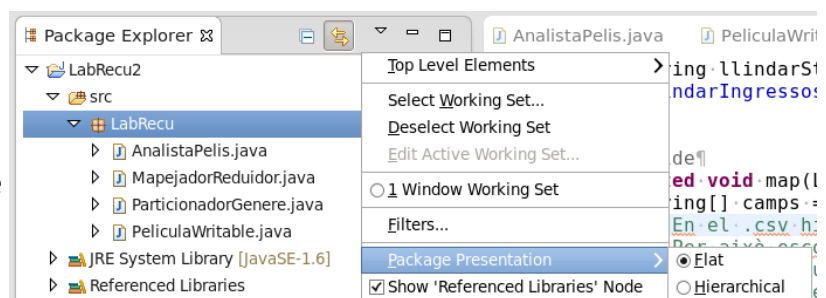 Package Explorer
AnalistaPelis.java
PeliculaWrit
LabRecu2
src
LabRecu
AnalistaPelis.java
MapejadorReduidor.java
ParticionadorGenere.java
PeliculaWritable.java
JRE System Library [JavaSE-1.6]
Referenced Libraries
Top Level Elements
Select Working Set...
Deselect Working Set
Edit Active Working Set...
1 Window Working Set
Filters...
Package Presentation
Show 'Referenced Libraries' Node
Flat
Hierarchical
ring·llindarSt
ndarIngressos
de¶
ed void·map(L
ing[]·camps·=
En·el·.csv·hi
Per·això·esco